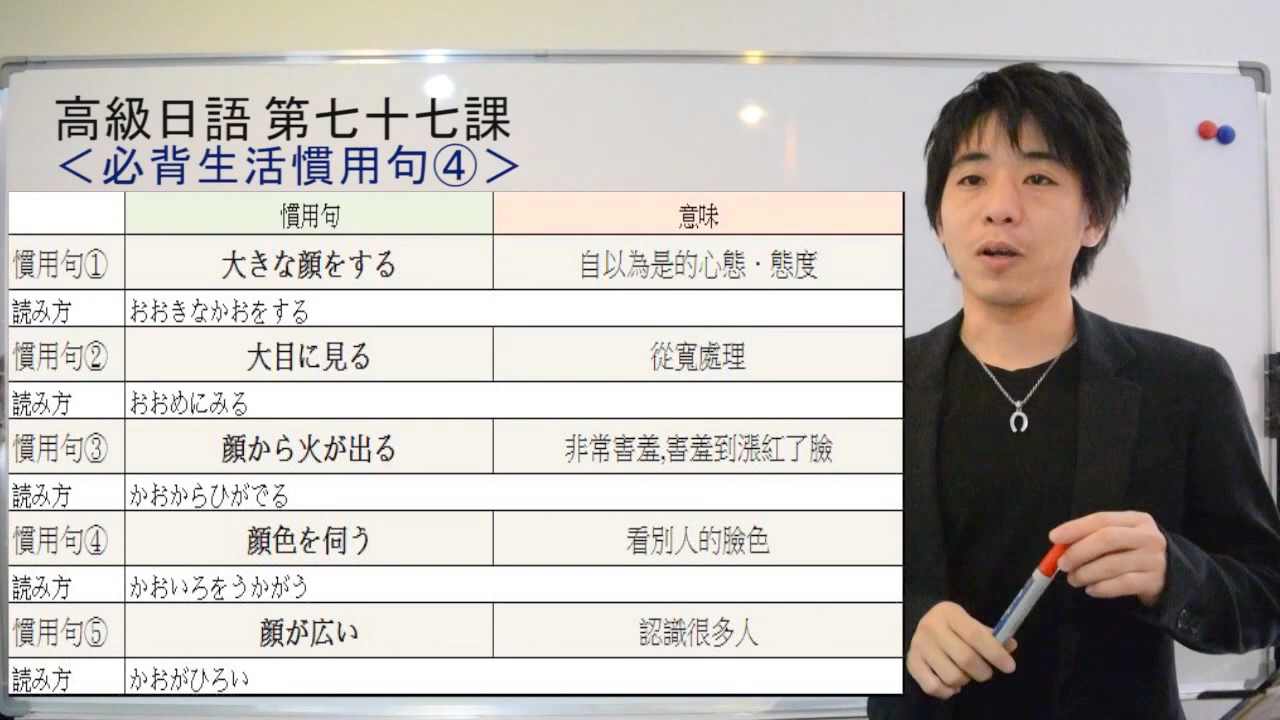 高級日語 第七十七課
＜必背生活慣用句④＞
慣用句 意味
慣用句① 大きな顔をする 自以為是的心態・態度
読み方 おおきなかおをする
慣用句② 大目に見る 從寬處理
読み方 おおめにみる
慣用句③ 顔から火が出る 非常害羞,害羞到漲紅了臉
読み方 かおからひがでる
慣用句④ 顔色を伺う 看別人的臉色
読み方 かおいろをうかがう
慣用句⑤ 顔が広い 認識很多人
読み方 かおがひろい